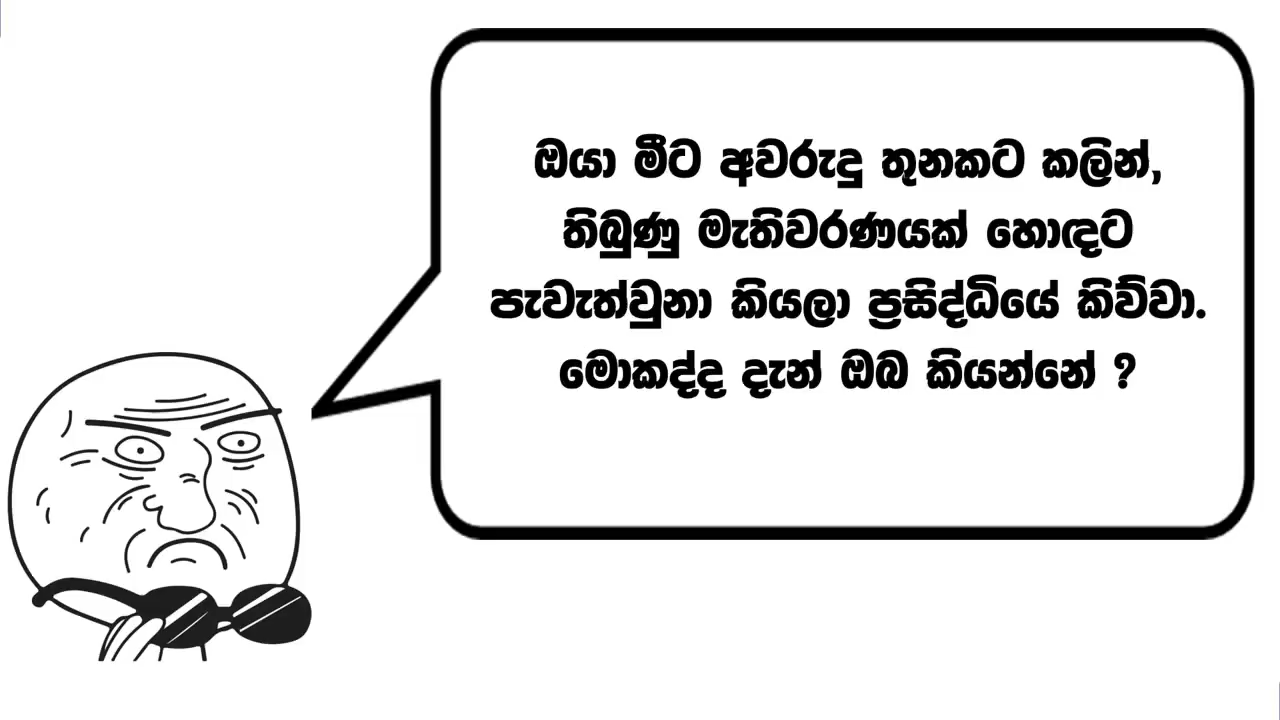 ඔයා මීට අවරුදු තුනකට කලින්,
තිබුණු මැතිවරණයක් හොඳට
පැවැත්වුනා කියලා ප්‍රසිද්ධියේ කිව්වා.
මොකද්ද දැන් ඔබ කියන්නේ ?